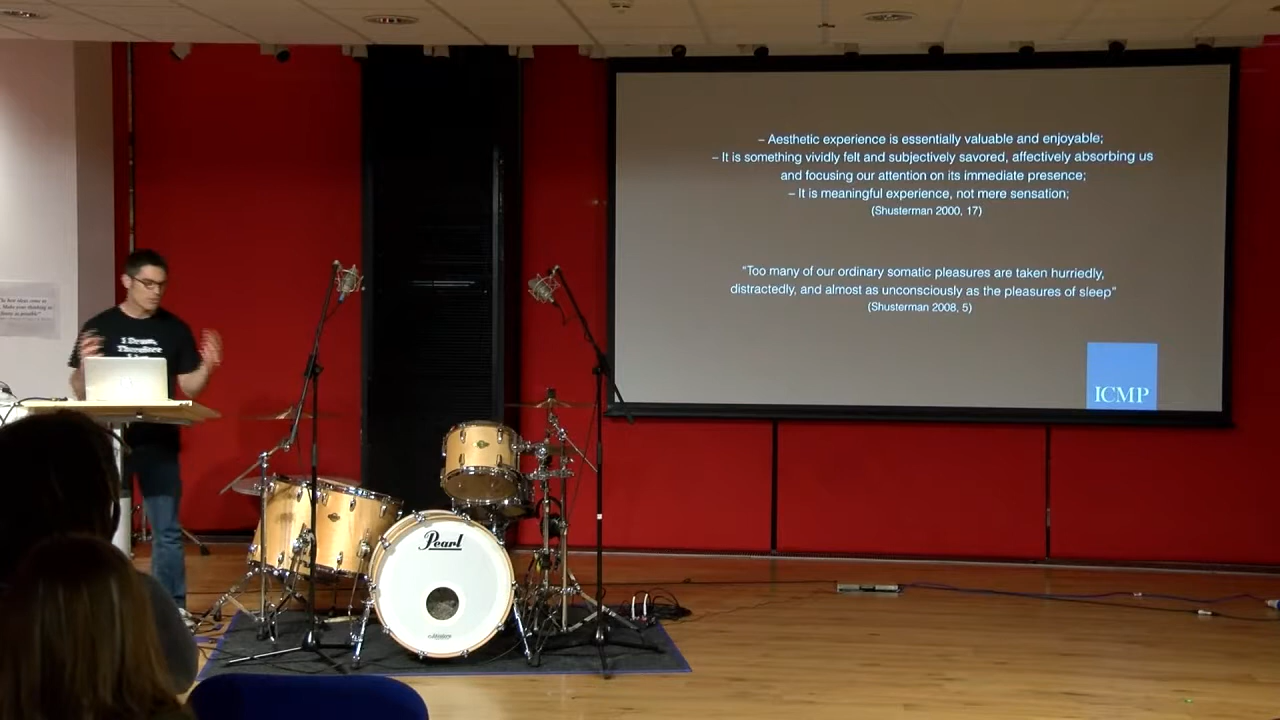 – Aesthetic experience is essentially valuable and enjoyable;
– It is something vividly felt and subjectively savored, affectively absorbing us
and focusing our attention on its immediate presence;
– It is meaningful experience, not mere sensation;
(Shusterman 2000, 17)
“Too many of our ordinary somatic pleasures are taken hurriedly,
distractedly, and almost as unconsciously as the pleasures of sleep”
(Shusterman 2008, 5)
ICMP
I Drum,
Therefore
Pearl